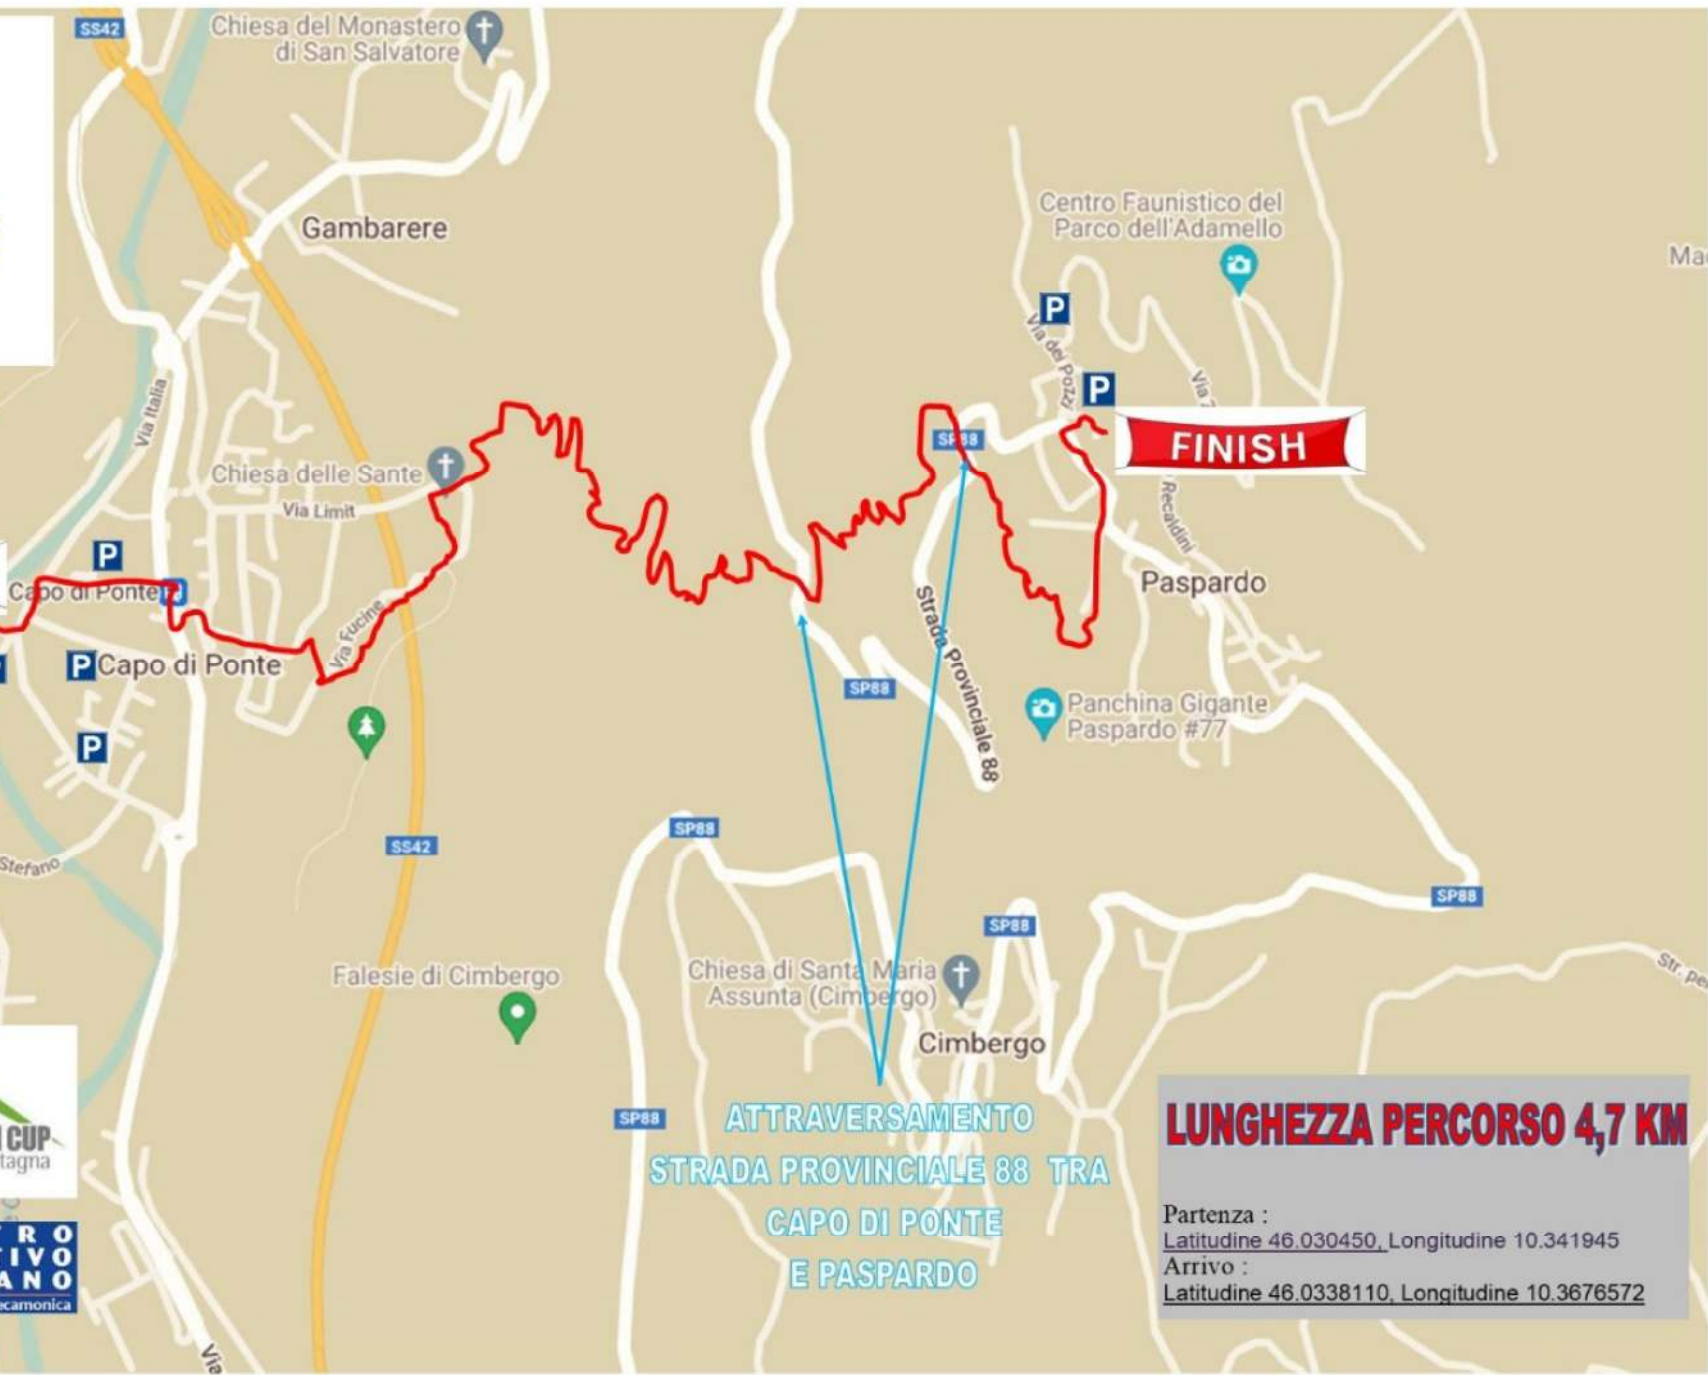 SS42
Chiesa del Monastero
di San Salvatore
Gambarere
Centro Faunistico del
Parco dell'Adamello
P
Via dei Pozzi
P
Via Italia
FINISH
SP88
Chiesa delle Sante
Via Limit
Recaldini
P
Capo di Ponte
Paspardo
Via Fucine
Strada Provinciale 88
P Capo di Ponte
SP88
Panchina Gigante
Paspardo #77
P
SP88
SS42
Stefano
SP88
SP88
Falesie di Cimbergo
Chiesa di Santa Maria
Assunta (Cimbergo)
Cimbergo
CUP
SP88
ATTRAVERSAMENTO
STRADA PROVINCIALE 88 TRA
CAPO DI PONTE
E PASPARDO
LUNGHEZZA PERCORSO 4,7 KM
Partenza :
Latitudine 46.030450, Longitudine 10.341945
Arrivo :
Latitudine 46.0338110, Longitudine 10.3676572
Via